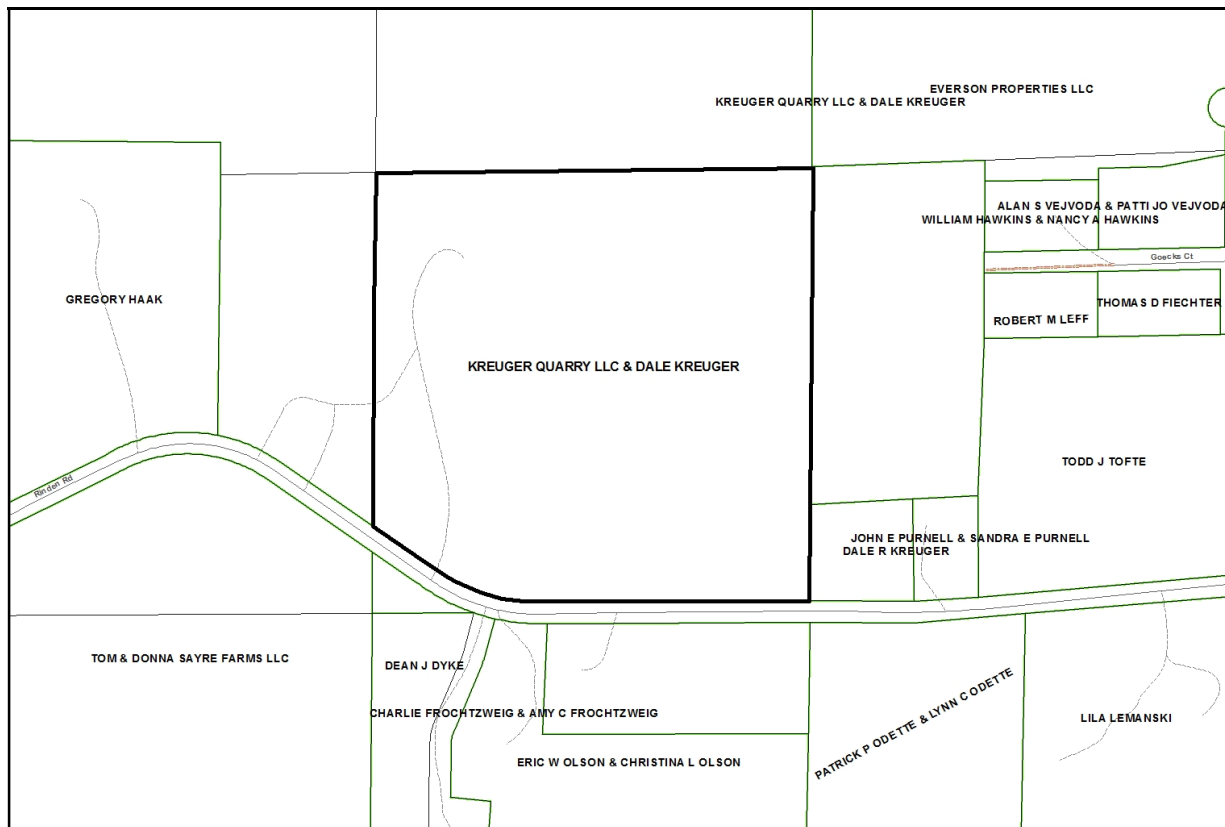 EVERSON PROPERTIES LLC
KREUGER QUARRY LLC & DALE KREUGER
ALAN S VEJVODA & PATTI JO VEJVODA
WILLIAM HAWKINS & NANCY A HAWKINS
Goecks Ct
GREGORY HAAK
THOMAS D FIECHTER
ROBERT M LEFF
KREUGER QUARRY LLC & DALE KREUGER
TODD J TOFTE
Rinden Rd
JOHN E PURNELL & SANDRA E PURNELL
DALE R KREUGER
TOM & DONNA SAYRE FARMS LLC
DEAN J DYKE
CHARLIE FROCHTZWEIG & AMY C FROCHTZWEIG
PATRICK P ODETTE & LYNN C ODETTE
LILA LEMANSKI
ERIC W OLSON & CHRISTINA L OLSON